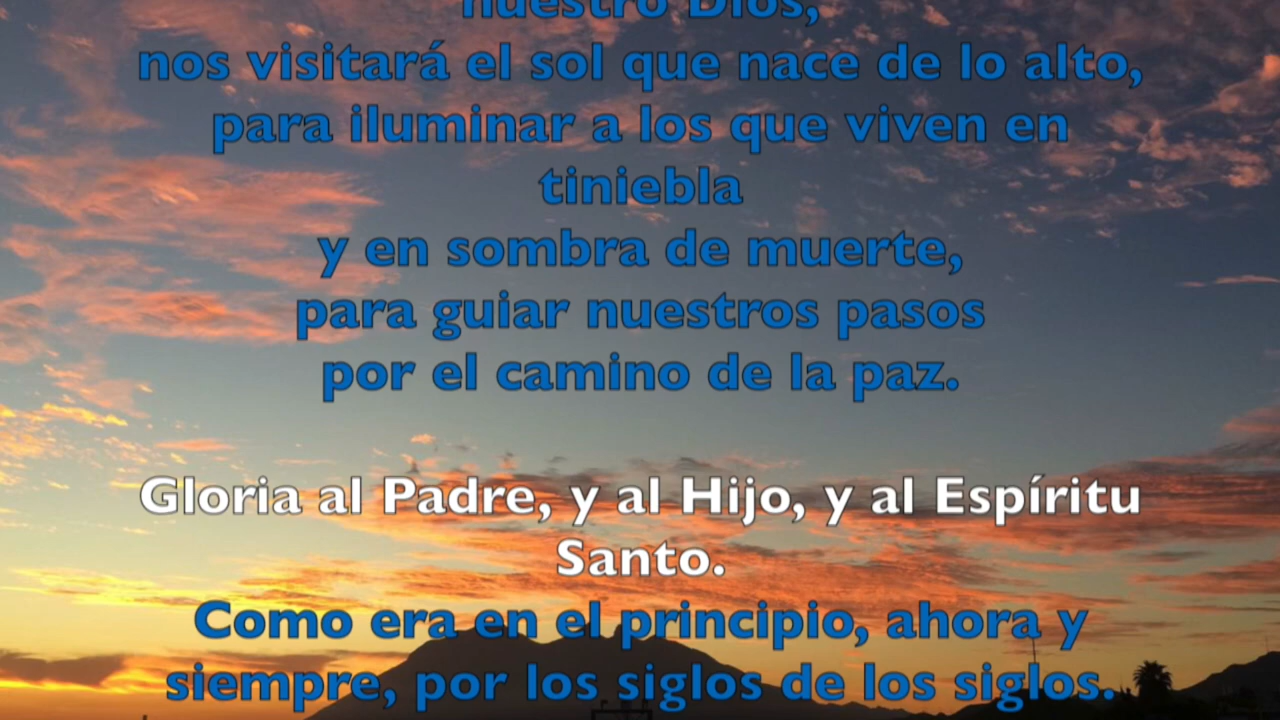 nuestro Dios,
nos visitará el sol que nace de lo alto,
para iluminar a los que viven en
tiniebla
y en sombra de muerte,
para guiar nuestros pasos
por el camino de la paz.
Gloria al Padre, y al Hijo, y al Espíritu
Santo.
Como era en el principio, ahora y
siempre, por los siglos de los siglos.